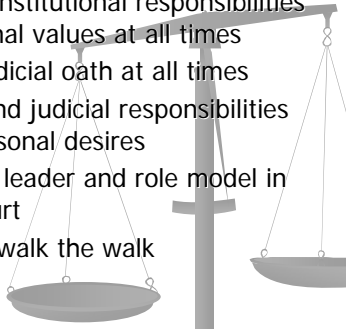 nstitutional responsibilities
nal values at all times
dicial oath at all times
nd judicial responsibilities
sonal desires
leader and role model in
urt
walk the walk